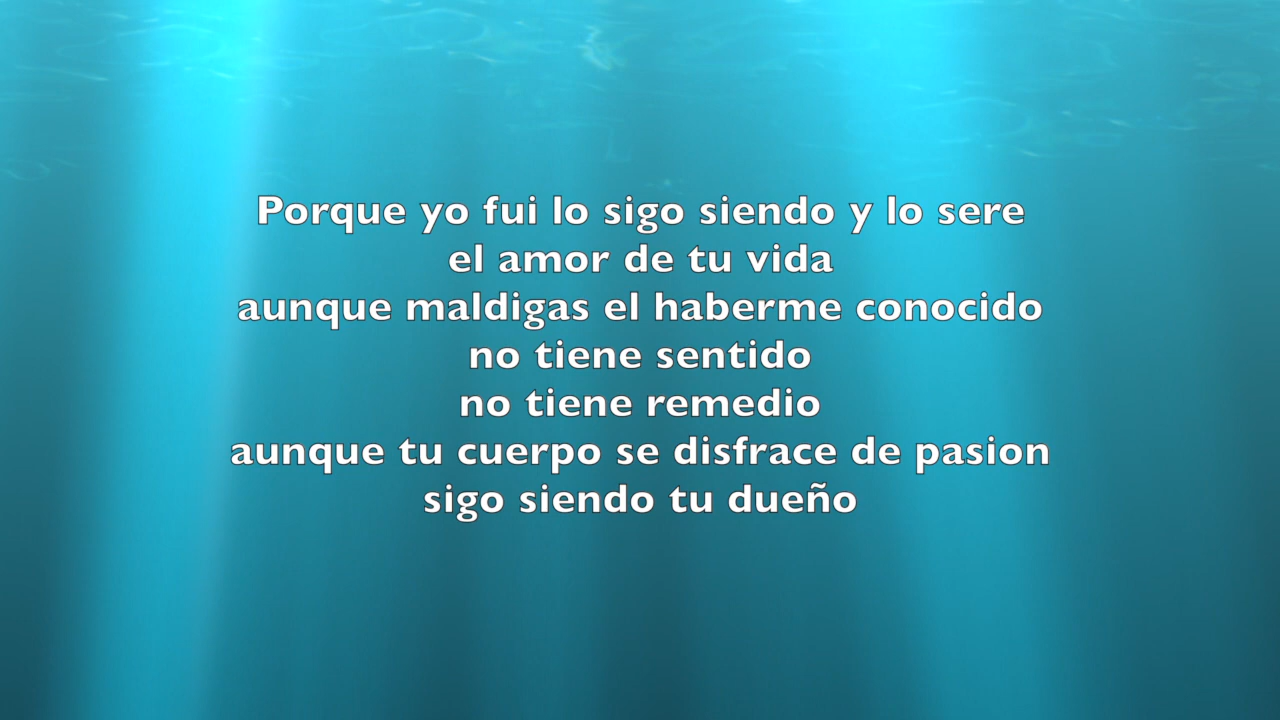 Porque yo fui lo sigo siendo y lo sere
el amor de tu vida
aunque maldigas el haberme conocido
no tiene sentido
no tiene remedio
aunque tu cuerpo se disfrace de pasion
sigo siendo tu dueño